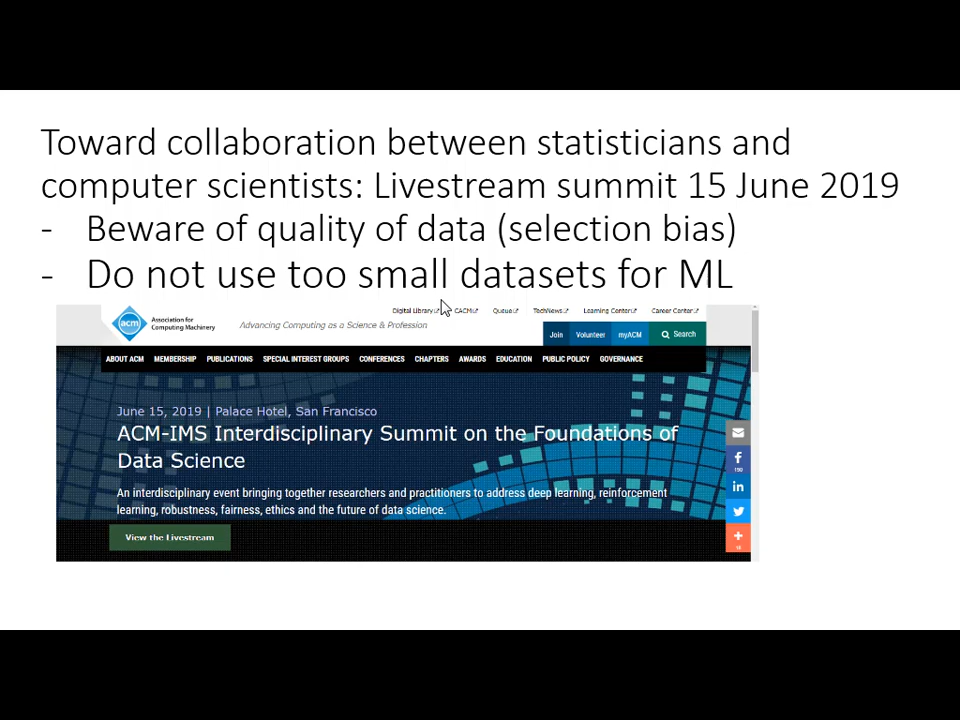 Toward collaboration between statisticians and
computer scientists: Livestream summit 15 June 2019
- Beware of quality of data (selection bias)
- Do not use too small datasets for ML
Digital Library CACM Queue TechNews Learning Center Career Center
acm Association for
Computing Machinery
Advancing Computing as a Science & Profession
Join Volunteer myACM Search
ABOUT ACM MEMBERSHIP PUBLICATIONS SPECIAL INTEREST GROUPS CONFERENCES CHAPTERS AWARDS EDUCATION PUBLIC POLICY GOVERNANCE
June 15, 2019 | Palace Hotel, San Francisco
ACM-IMS Interdisciplinary Summit on the Foundations of
Data Science
An interdisciplinary event bringing together researchers and practitioners to address deep learning, reinforcement
learning, robustness, fairness, ethics and the future of data science.
View the Livestream